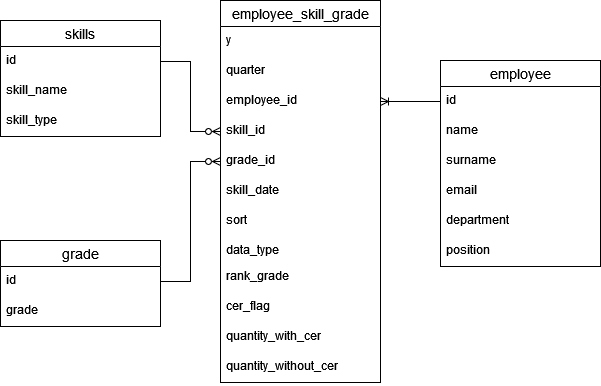 skills
id
skill_name
skill_type
grade
id
grade
employee_skill_grade
y
quarter
employee_id
skill_id
grade_id
skill_date
sort
data_type
rank_grade
cer_flag
quantity_with_cer
quantity_without_cer
employee
id
name
surname
email
department
position